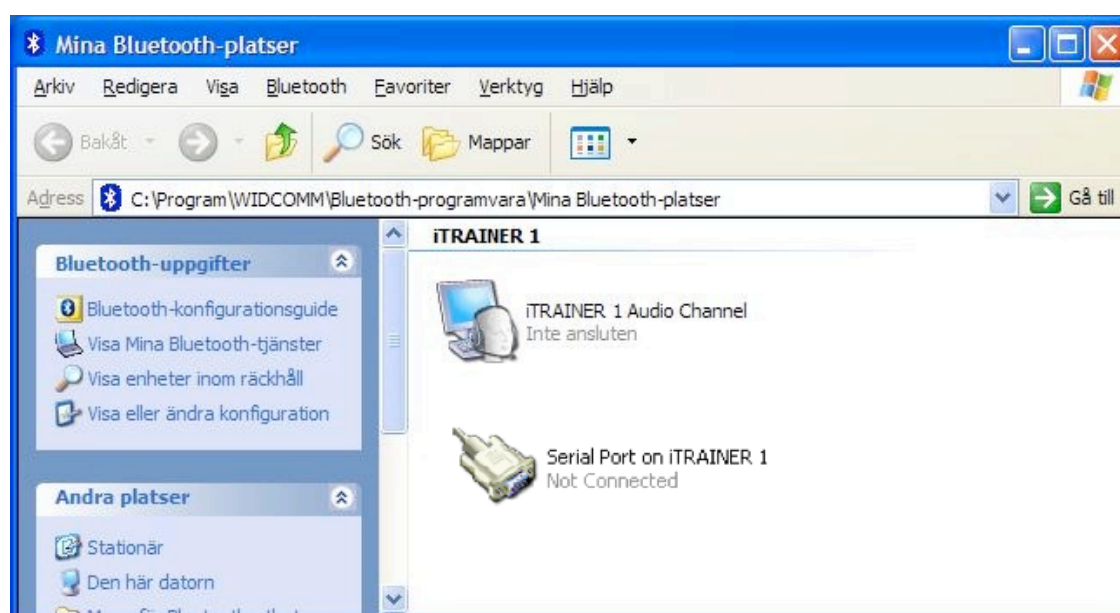 Mina Bluetooth-platser
Arkiv Redigera Visa Bluetooth Favoriter Verktyg Hjälp
Bakåt Sök Mappar
Adress C:\Program\WIDCOMM\Bluetooth-programvara\Mina Bluetooth-platser Gå till
iTRAINER 1
Bluetooth-uppgifter
Bluetooth-konfigurationsguide
Visa Mina Bluetooth-tjänster
Visa enheter inom räckhåll
Visa eller ändra konfiguration
iTRAINER 1 Audio Channel
Inte ansluten
Serial Port on iTRAINER 1
Not Connected
Andra platser
Stationär
Den här datorn